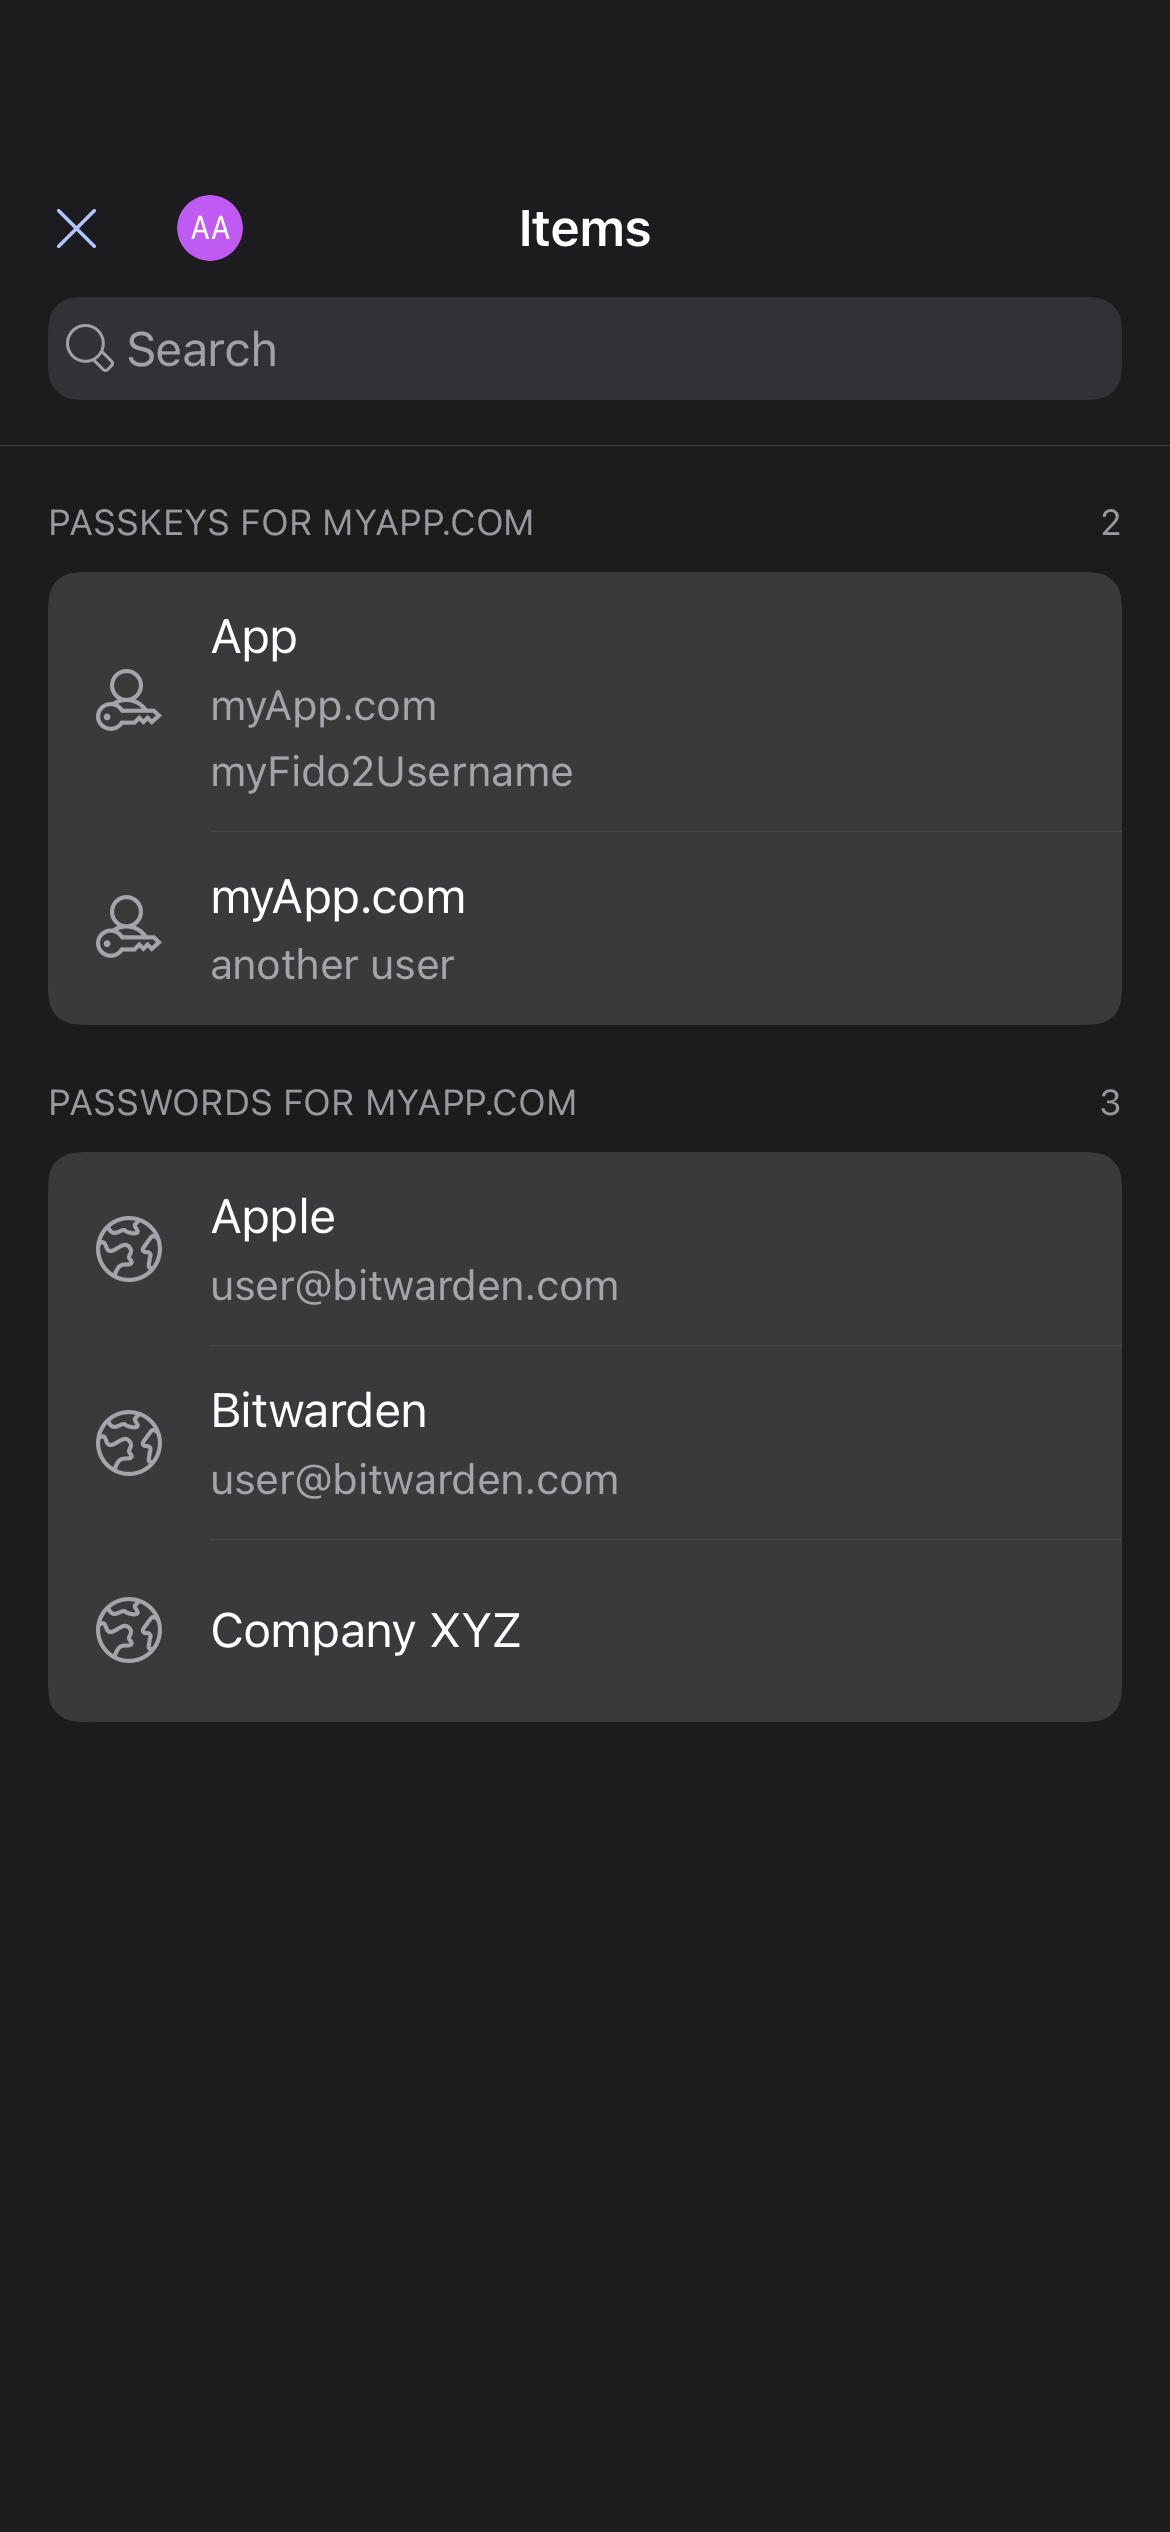 AA
Items
Search
PASSKEYS FOR MYAPP.COM 2
App
myApp.com
myFido2Username
myApp.com
another user
PASSWORDS FOR MYAPP.COM 3
Apple
user@bitwarden.com
Bitwarden
user@bitwarden.com
Company XYZ